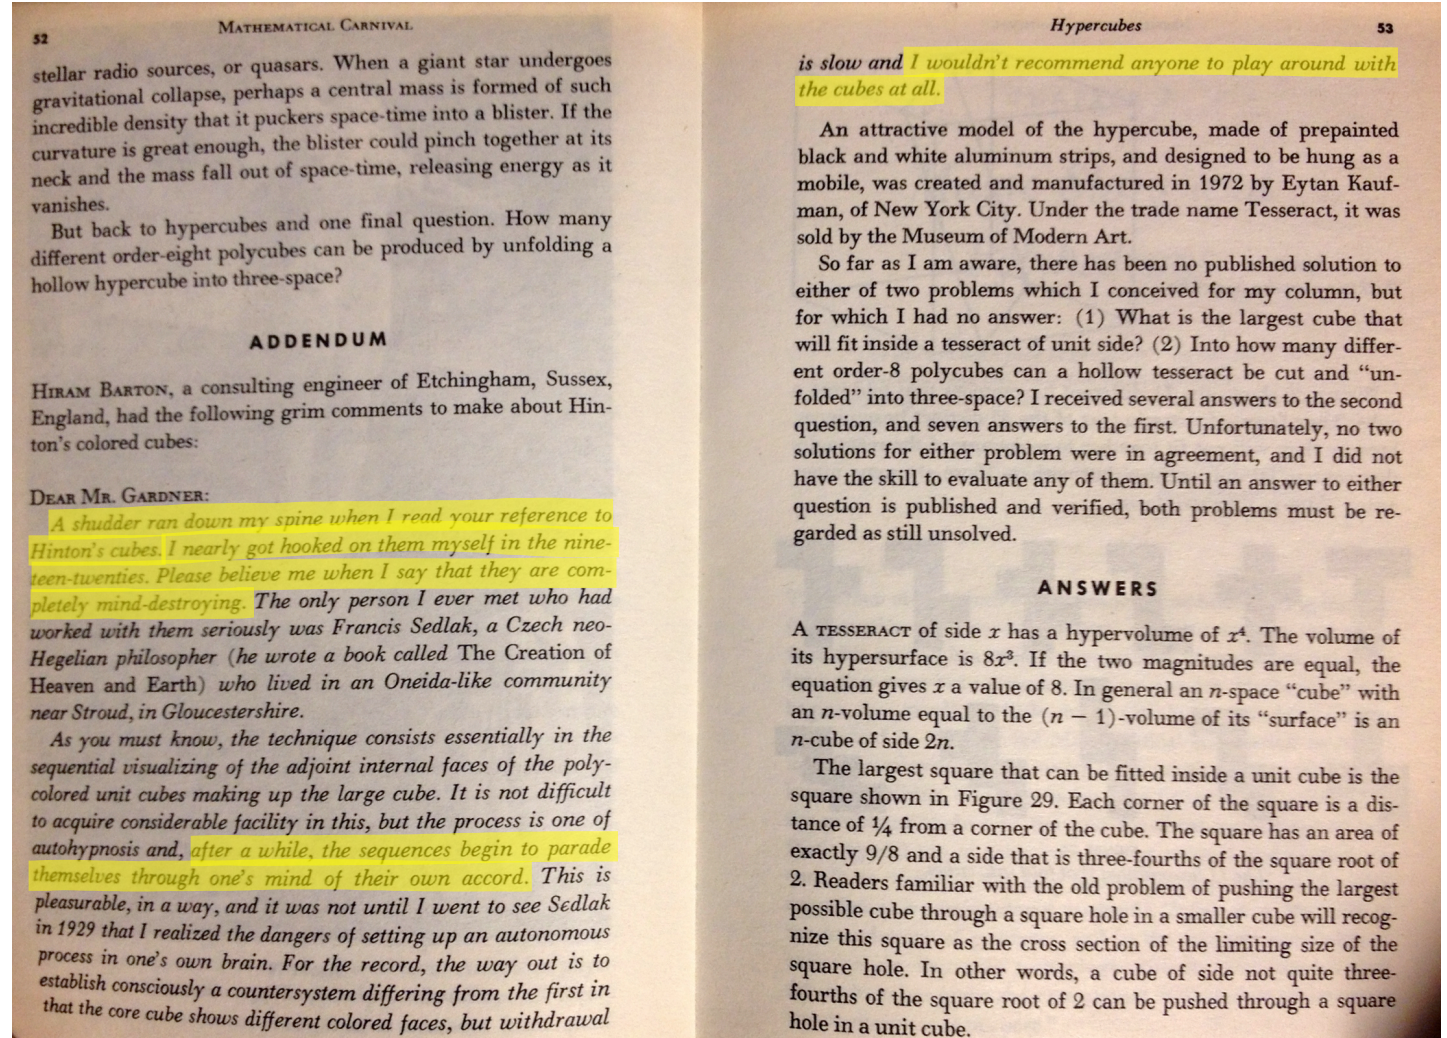 52
MATHEMATICAL CARNIVAL
stellar radio sources, or quasars. When a giant star undergoes
gravitational collapse, perhaps a central mass is formed of such
incredible density that it puckers space-time into a blister. If the
curvature is great enough, the blister could pinch together at its
neck and the mass fall out of space-time, releasing energy as it
vanishes.
But back to hypercubes and one final question. How many
different order-eight polycubes can be produced by unfolding a
hollow hypercube into three-space?
ADDENDUM
HIRAM BARTON, a consulting engineer of Etchingham, Sussex,
England, had the following grim comments to make about Hin-
ton's colored cubes:
DEAR MR. GARDNER:
A shudder ran down my spine when I read your reference to
Hinton's cubes. I nearly got hooked on them myself in the nine-
teen-twenties. Please believe me when I say that they are com-
pletely mind-destroying. The only person I ever met who had
worked with them seriously was Francis Sedlak, a Czech neo-
Hegelian philosopher (he wrote a book called The Creation of
Heaven and Earth) who lived in an Oneida-like community
near Stroud, in Gloucestershire.
As you must know, the technique consists essentially in the
sequential visualizing of the adjoint internal faces of the poly-
colored unit cubes making up the large cube. It is not difficult
to acquire considerable facility in this, but the process is one of
autohypnosis and, after a while, the sequences begin to parade
themselves through one's mind of their own accord. This is
pleasurable, in a way, and it was not until I went to see Sedlak
in 1929 that I realized the dangers of setting up an autonomous
process in one's own brain. For the record, the way out is to
establish consciously a countersystem differing from the first in
that the core cube shows different colored faces, but withdrawal
Hypercubes
53
is slow and I wouldn't recommend anyone to play around with
the cubes at all.
An attractive model of the hypercube, made of prepainted
black and white aluminum strips, and designed to be hung as a
mobile, was created and manufactured in 1972 by Eytan Kauf-
man, of New York City. Under the trade name Tesseract, it was
sold by the Museum of Modern Art.
So far as I am aware, there has been no published solution to
either of two problems which I conceived for my column, but
for which I had no answer: (1) What is the largest cube that
will fit inside a tesseract of unit side? (2) Into how many differ-
ent order-8 polycubes can a hollow tesseract be cut and “un-
folded” into three-space? I received several answers to the second
question, and seven answers to the first. Unfortunately, no two
solutions for either problem were in agreement, and I did not
have the skill to evaluate any of them. Until an answer to either
question is published and verified, both problems must be re-
garded as still unsolved.
ANSWERS
A TESSERACT of side x has a hypervolume of x⁴. The volume of
its hypersurface is 8x³. If the two magnitudes are equal, the
equation gives x a value of 8. In general an n-space “cube” with
an n-volume equal to the (n − 1)-volume of its “surface” is an
n-cube of side 2n.
The largest square that can be fitted inside a unit cube is the
square shown in Figure 29. Each corner of the square is a dis-
tance of ¼ from a corner of the cube. The square has an area of
exactly 9/8 and a side that is three-fourths of the square root of
2. Readers familiar with the old problem of pushing the largest
possible cube through a square hole in a smaller cube will recog-
nize this square as the cross section of the limiting size of the
square hole. In other words, a cube of side not quite three-
fourths of the square root of 2 can be pushed through a square
hole in a unit cube.